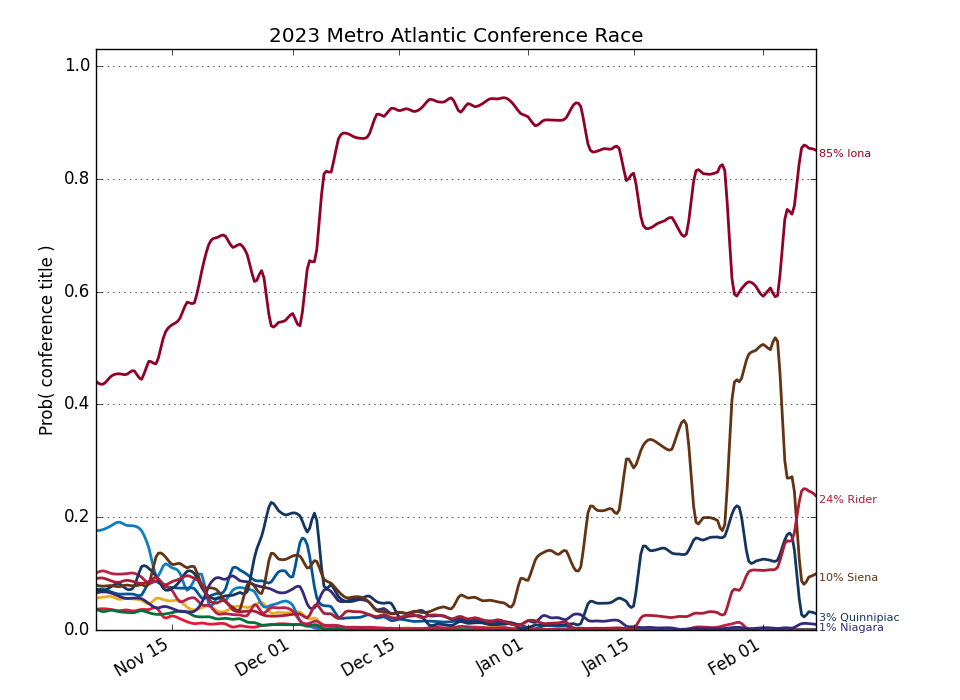 2023 Metro Atlantic Conference Race
Prob( conference title )
1.0
0.8
0.6
0.4
0.2
0.0
85% Iona
24% Rider
10% Siena
3% Quinnipiac
1% Niagara
Nov 15
Dec 01
Dec 15
Jan 01
Jan 15
Feb 01